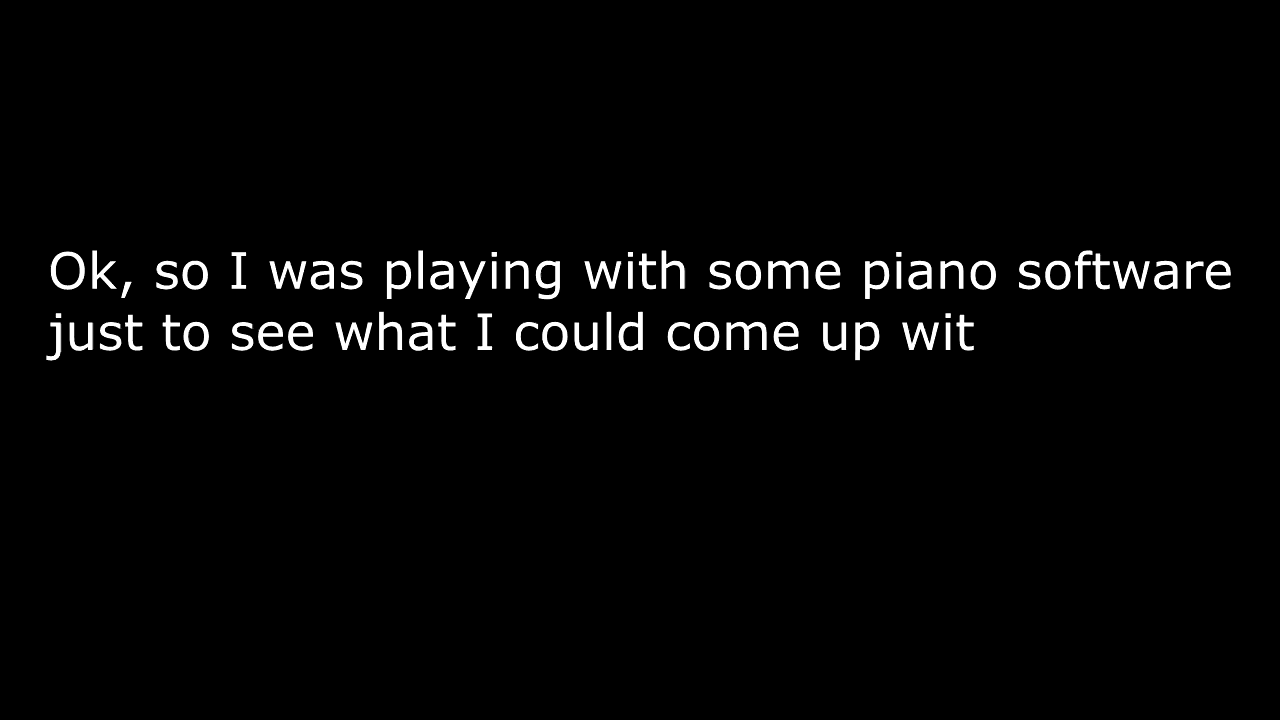 Ok, so I was playing with some piano software
just to see what I could come up wit